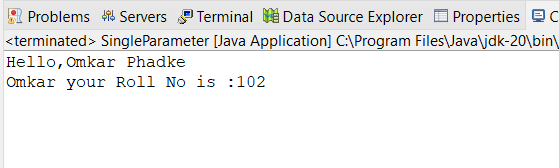 Problems Servers Terminal Data Source Explorer Properties
<terminated> SingleParameter [Java Application] C:\Program Files\Java\jdk-20\bin\
Hello,Omkar Phadke
Omkar your Roll No is :102